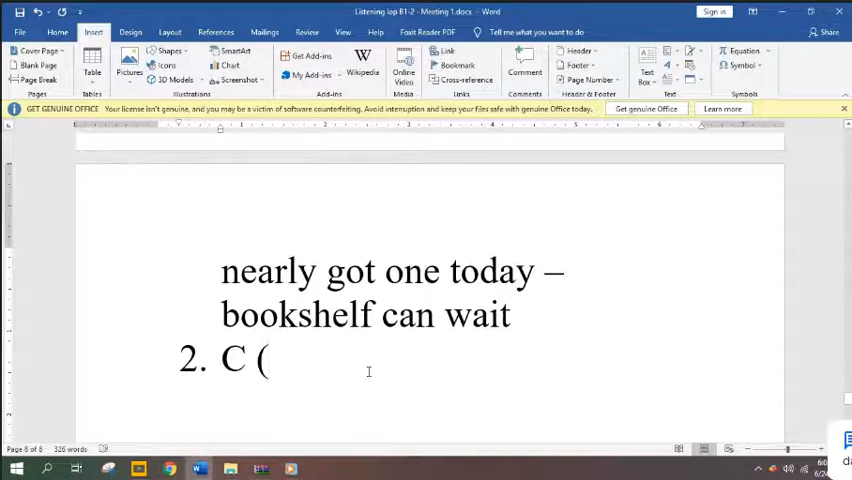 Listening lop B1-2 - Meeting 1.docx - Word
Sign in
File Home Insert Design Layout References Mailings Review View Help Foxit Reader PDF Tell me what you want to do Share
Cover Page
Blank Page
Page Break
Pages
Table
Tables
Pictures
Shapes
Icons
3D Models
SmartArt
Chart
Screenshot
Illustrations
Get Add-ins
My Add-ins
Wikipedia
Add-ins
Online
Video
Media
Link
Bookmark
Cross-reference
Links
Comment
Comments
Header
Footer
Page Number
Header & Footer
Text
Box
Text
Equation
Symbol
Symbols
GET GENUINE OFFICE Your license isn't genuine, and you may be a victim of software counterfeiting. Avoid interruption and keep your files safe with genuine Office today. Get genuine Office Learn more
nearly got one today –
bookshelf can wait
2. C (
Page 8 of 8 326 words